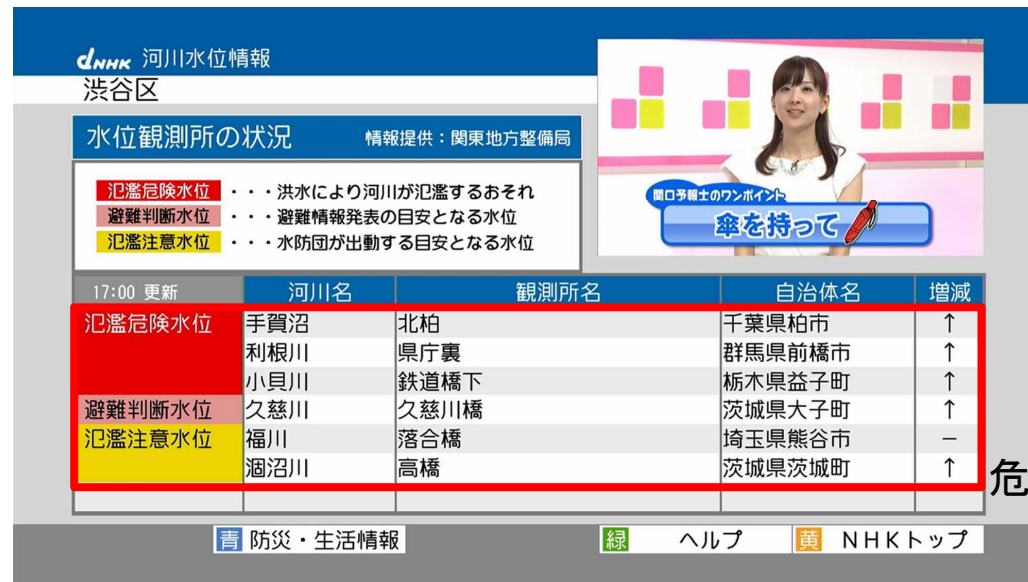 dNHK 河川水位情報
渋谷区
水位観測所の状況 情報提供：関東地方整備局
氾濫危険水位 ・・・洪水により河川が氾濫するおそれ
避難判断水位 ・・・避難情報発表の目安となる水位
氾濫注意水位 ・・・水防団が出動する目安となる水位
関口予報士のワンポイント
傘を持って
17:00 更新 河川名 観測所名 自治体名 増減
氾濫危険水位 手賀沼 北柏 千葉県柏市 ↑
利根川 県庁裏 群馬県前橋市 ↑
小貝川 鉄道橋下 栃木県益子町 ↑
避難判断水位 久慈川 久慈川橋 茨城県大子町 ↑
氾濫注意水位 福川 落合橋 埼玉県熊谷市 －
涸沼川 高橋 茨城県茨城町 ↑
危
青 防災・生活情報 緑 ヘルプ 黄 NHKトップ